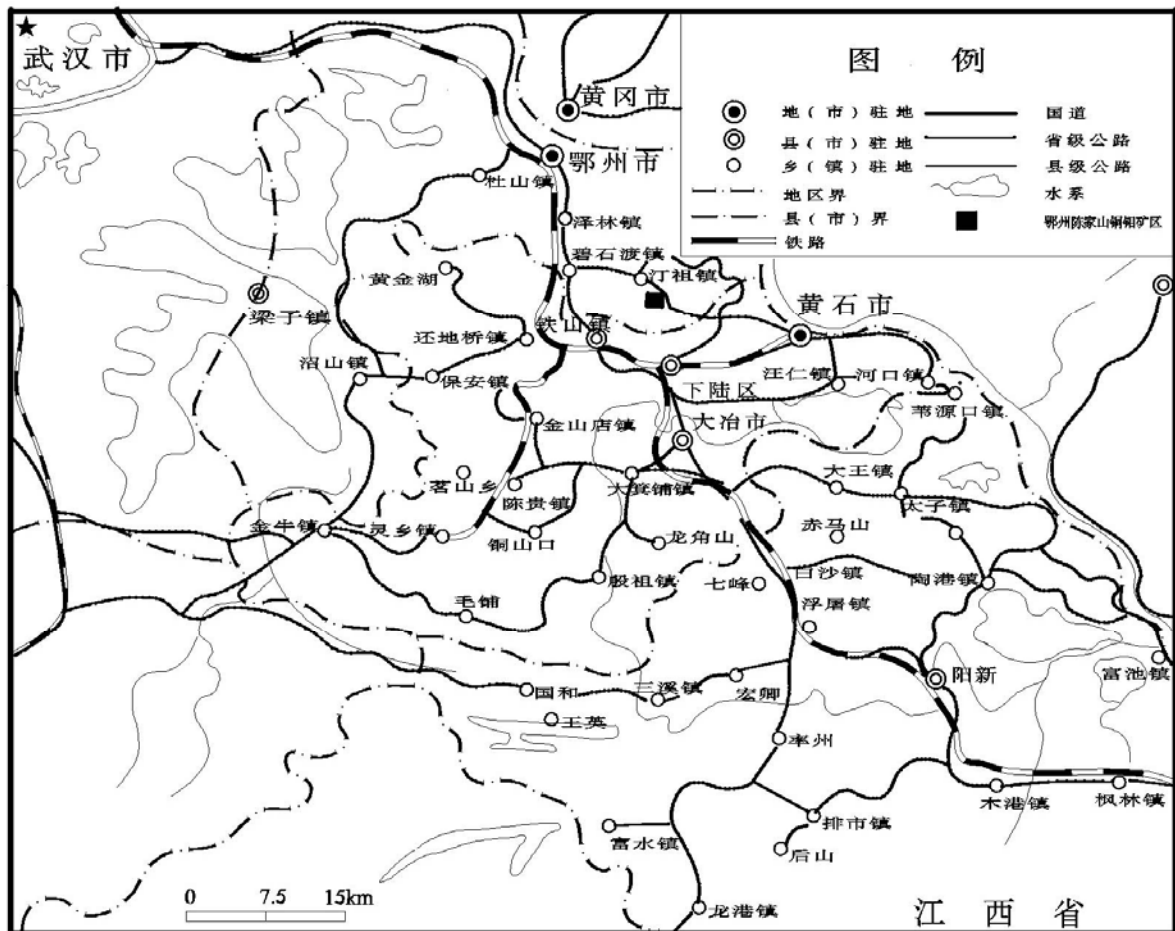 武汉市
黄冈市
鄂州市
杜山镇
泽林镇
碧石渡镇
汀祖镇
黄金湖
梁子镇
铁山镇
黄石市
还地桥镇
沼山镇
保安镇
下陆区
汪仁镇
河口镇
苇源口镇
金山店镇
大冶市
茗山乡
陈贵镇
大箕铺镇
大王镇
太子镇
金牛镇
灵乡镇
铜山口
龙角山
赤马山
殷祖镇
七峰
白沙镇
陶港镇
毛铺
浮屠镇
国和
三溪镇
宏卿
阳新
富池镇
王英
率州
木港镇
枫林镇
富水镇
排市镇
后山
龙港镇
江西省
0 7.5 15km
图例
地(市)驻地
国道
县(市)驻地
省级公路
乡(镇)驻地
县级公路
地区界
水系
县(市)界
鄂州陈家山铜钼矿区
铁路